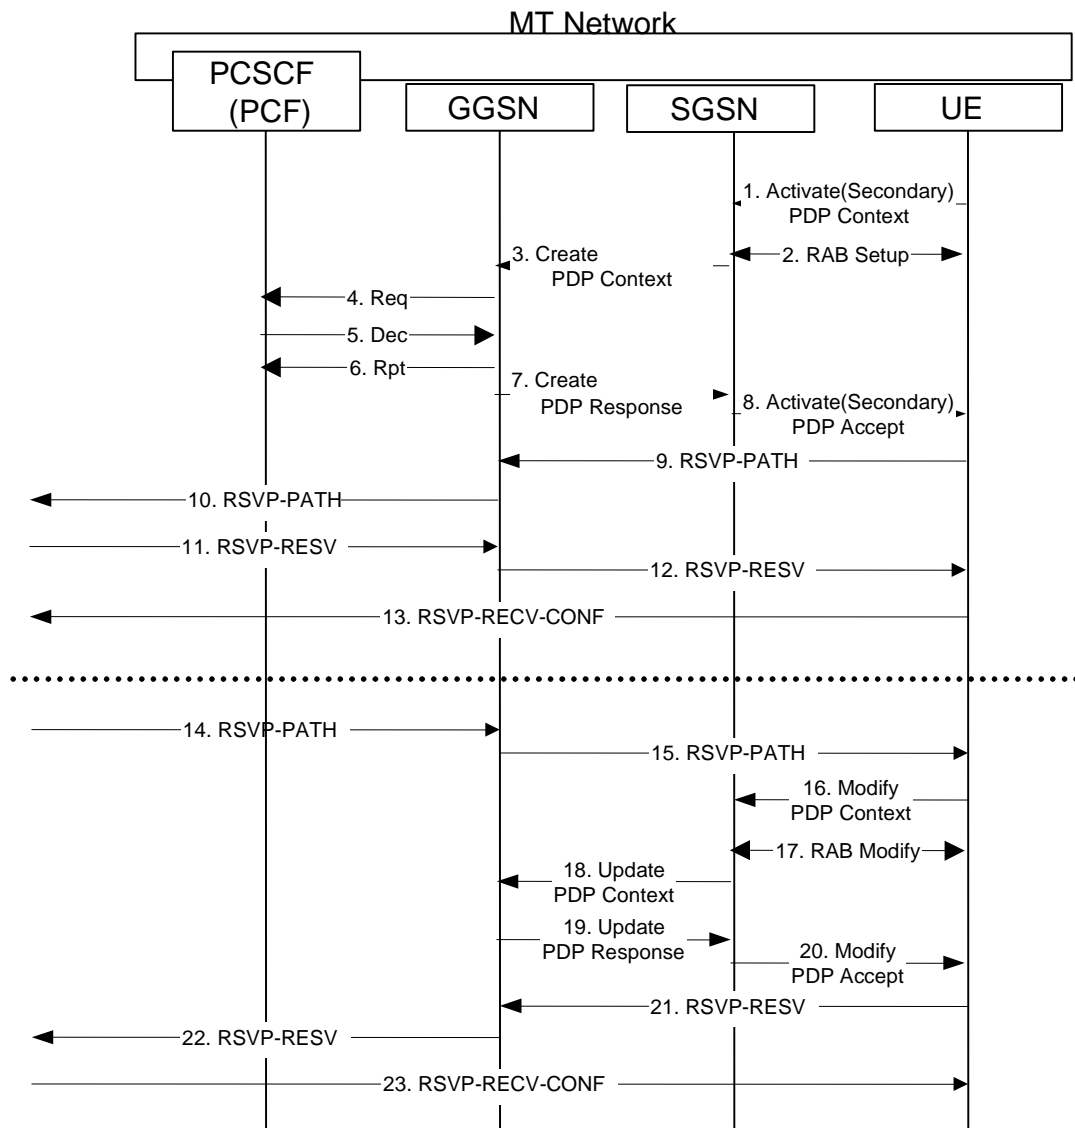 MT Network
PCSCF
(PCF)
GGSN
SGSN
UE
1. Activate(Secondary)
PDP Context
2. RAB Setup
3. Create
PDP Context
4. Req
5. Dec
6. Rpt
7. Create
PDP Response
8. Activate(Secondary)
PDP Accept
9. RSVP-PATH
10. RSVP-PATH
11. RSVP-RESV
12. RSVP-RESV
13. RSVP-RECV-CONF
14. RSVP-PATH
15. RSVP-PATH
16. Modify
PDP Context
17. RAB Modify
18. Update
PDP Context
19. Update
PDP Response
20. Modify
PDP Accept
21. RSVP-RESV
22. RSVP-RESV
23. RSVP-RECV-CONF